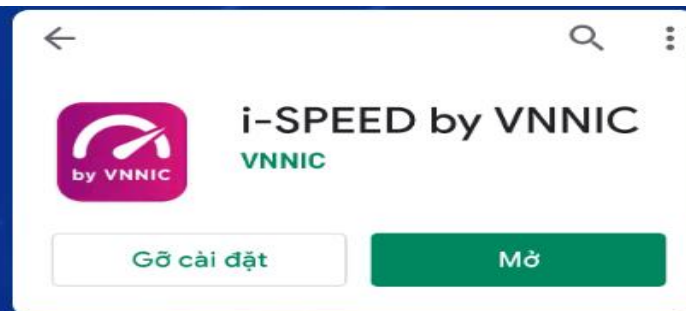 i-SPEED by VNNIC
by VNNIC
VNNIC
Gỡ cài đặt
Mở